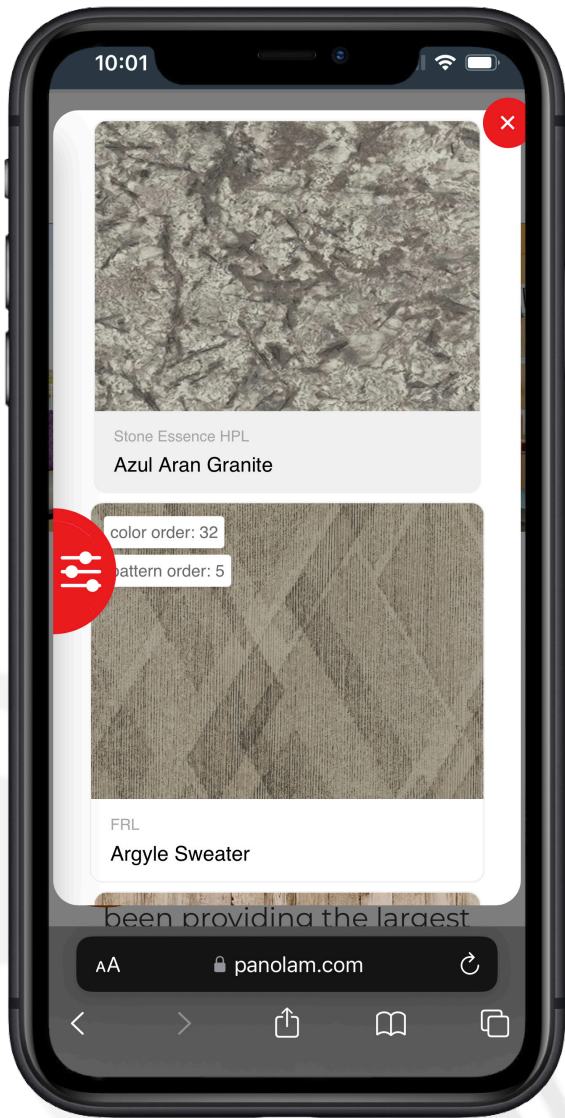 10:01
Stone Essence HPL
Azul Aran Granite
color order: 32
pattern order: 5
FRL
Argyle Sweater
been providing the largest
AA
panolam.com